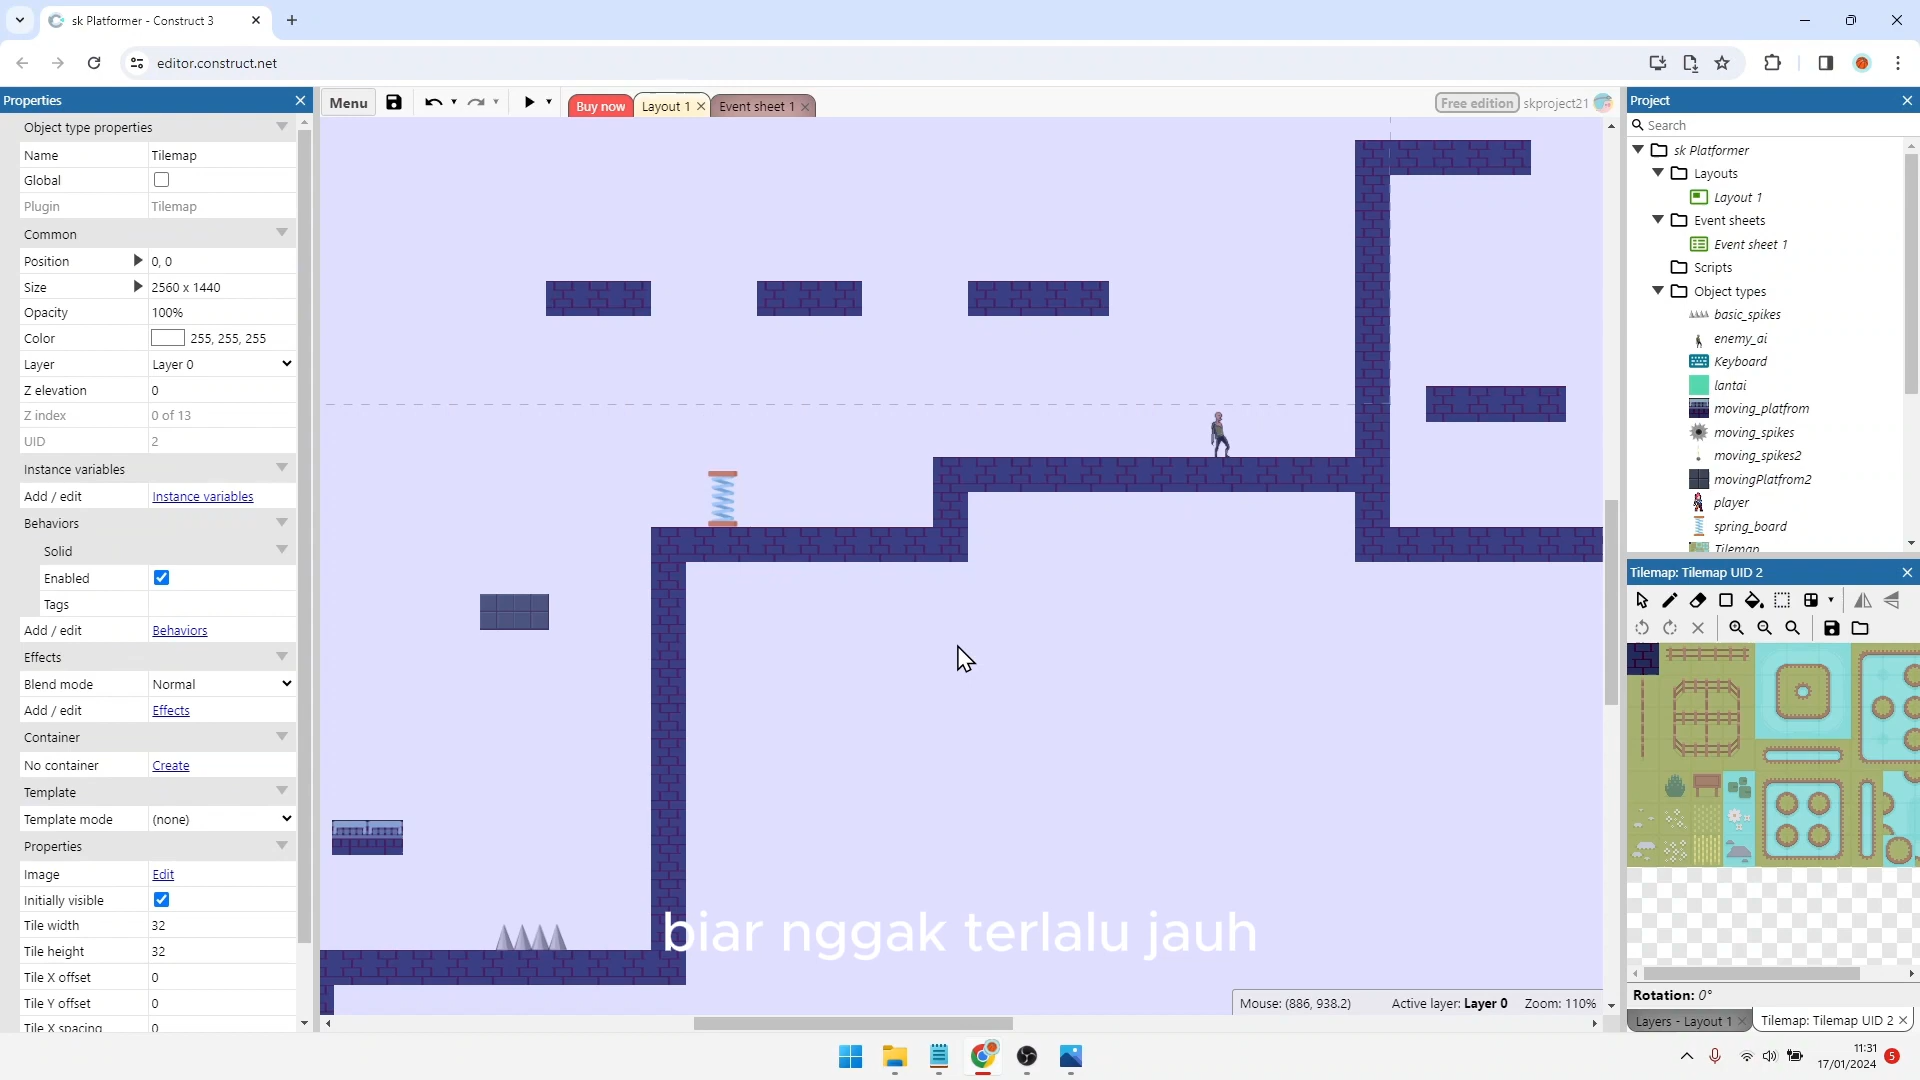 sk Platformer - Construct 3
editor.construct.net
Properties
Menu
Buy now
Layout 1
Event sheet 1
Free edition
skproject21
Project
Object type properties
Name Tilemap
Global
Plugin Tilemap
Common
Position 0, 0
Size 2560 x 1440
Opacity 100%
Color 255, 255, 255
Layer Layer 0
Z elevation 0
Z index 0 of 13
UID 2
Instance variables
Add / edit Instance variables
Behaviors
Solid
Enabled
Tags
Add / edit Behaviors
Effects
Blend mode Normal
Add / edit Effects
Container
No container Create
Template
Template mode (none)
Properties
Image Edit
Initially visible
Tile width 32
Tile height 32
Tile X offset 0
Tile Y offset 0
Tile X spacing 0
biar nggak terlalu jauh
Mouse: (886, 938.2) Active layer: Layer 0 Zoom: 110%
Search
sk Platformer
Layouts
Layout 1
Event sheets
Event sheet 1
Scripts
Object types
basic_spikes
enemy_ai
Keyboard
lantai
moving_platfrom
moving_spikes
moving_spikes2
movingPlatfrom2
player
spring_board
Tilemap
Tilemap: Tilemap UID 2
Rotation: 0°
Layers - Layout 1
Tilemap: Tilemap UID 2
11:31
17/01/2024
5